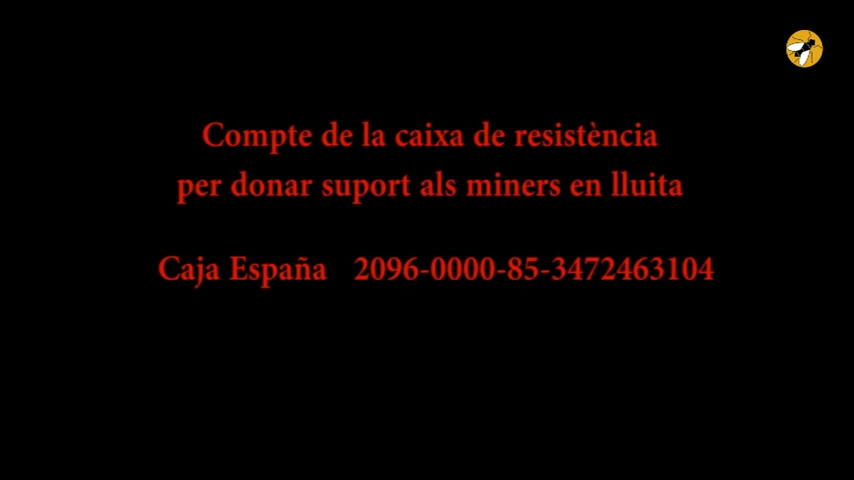 Compte de la caixa de resistència
per donar suport als miners en lluita
Caja España 2096-0000-85-3472463104